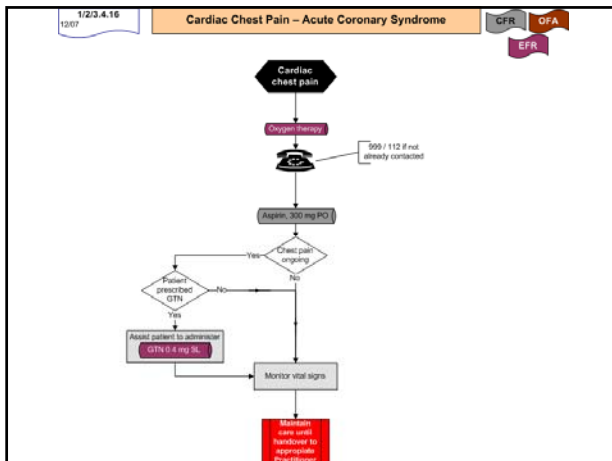 1/2/3.4.16
12/07
Cardiac Chest Pain – Acute Coronary Syndrome
CFR
OFA
EFR
Cardiac
chest pain
Oxygen therapy
999 / 112 if not
already contacted
Aspirin, 300 mg PO
Yes
Chest pain
ongoing
No
Patient
prescribed
GTN
No
Yes
Assist patient to administer
GTN 0.4 mg SL
Monitor vital signs
Maintain
care until
handover to
appropiate
Practitioner